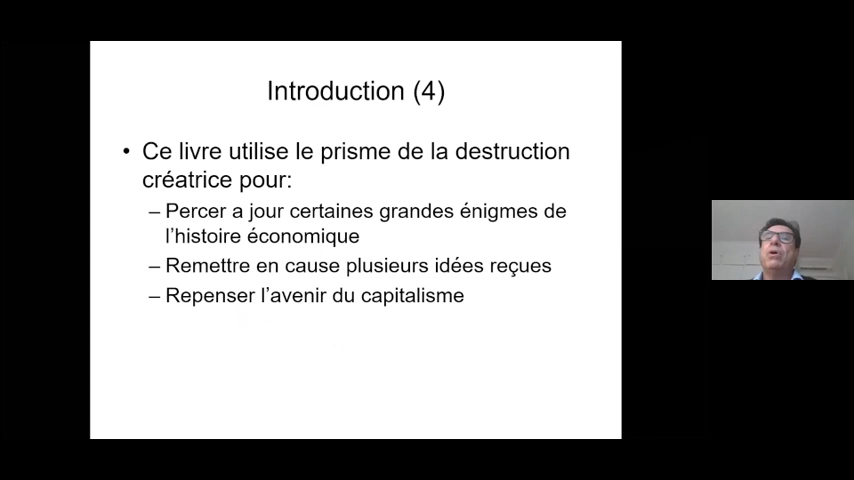 Introduction (4)
• Ce livre utilise le prisme de la destruction
créatrice pour:
– Percer a jour certaines grandes énigmes de
l’histoire économique
– Remettre en cause plusieurs idées reçues
– Repenser l’avenir du capitalisme